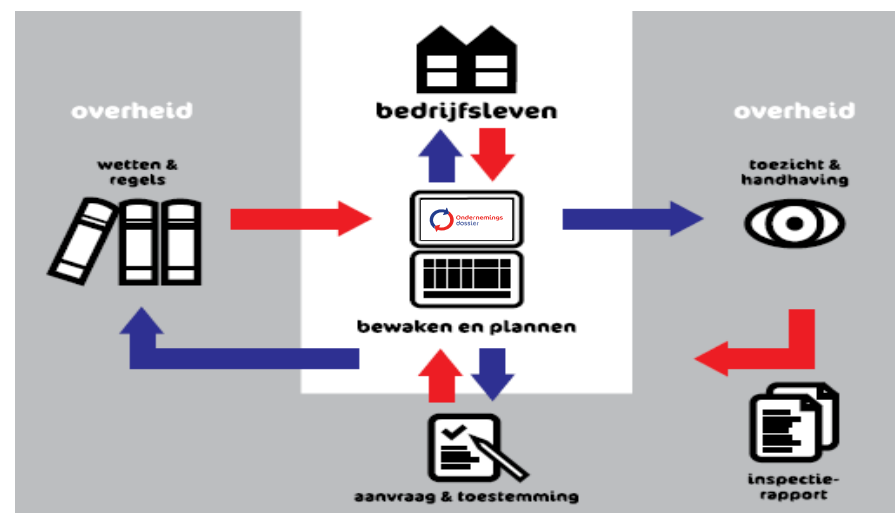 bedrijfsleven
overheid
overheid
wetten &
regels
toezicht &
handhaving
Ondernemings
dossier
bewaken en plannen
aanvraag & toestemming
inspectie-
rapport